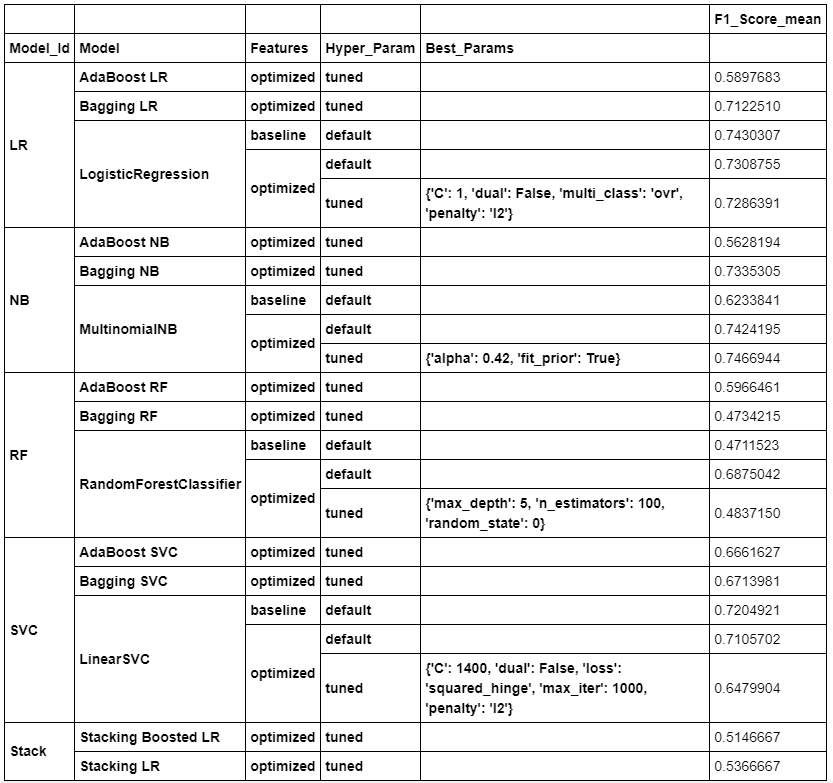 F1_Score_mean
Model_Id Model Features Hyper_Param Best_Params
LR AdaBoost LR optimized tuned 0.5897683
Bagging LR optimized tuned 0.7122510
LogisticRegression baseline default 0.7430307
optimized default 0.7308755
tuned {'C': 1, 'dual': False, 'multi_class': 'ovr', 0.7286391
'penalty': 'l2'}
NB AdaBoost NB optimized tuned 0.5628194
Bagging NB optimized tuned 0.7335305
MultinomialNB baseline default 0.6233841
optimized default 0.7424195
tuned {'alpha': 0.42, 'fit_prior': True} 0.7466944
RF AdaBoost RF optimized tuned 0.5966461
Bagging RF optimized tuned 0.4734215
RandomForestClassifier baseline default 0.4711523
optimized default 0.6875042
tuned {'max_depth': 5, 'n_estimators': 100, 0.4837150
'random_state': 0}
SVC AdaBoost SVC optimized tuned 0.6661627
Bagging SVC optimized tuned 0.6713981
LinearSVC baseline default 0.7204921
optimized default 0.7105702
tuned {'C': 1400, 'dual': False, 'loss': 0.6479904
'squared_hinge', 'max_iter': 1000,
'penalty': 'l2'}
Stack Stacking Boosted LR optimized tuned 0.5146667
Stacking LR optimized tuned 0.5366667